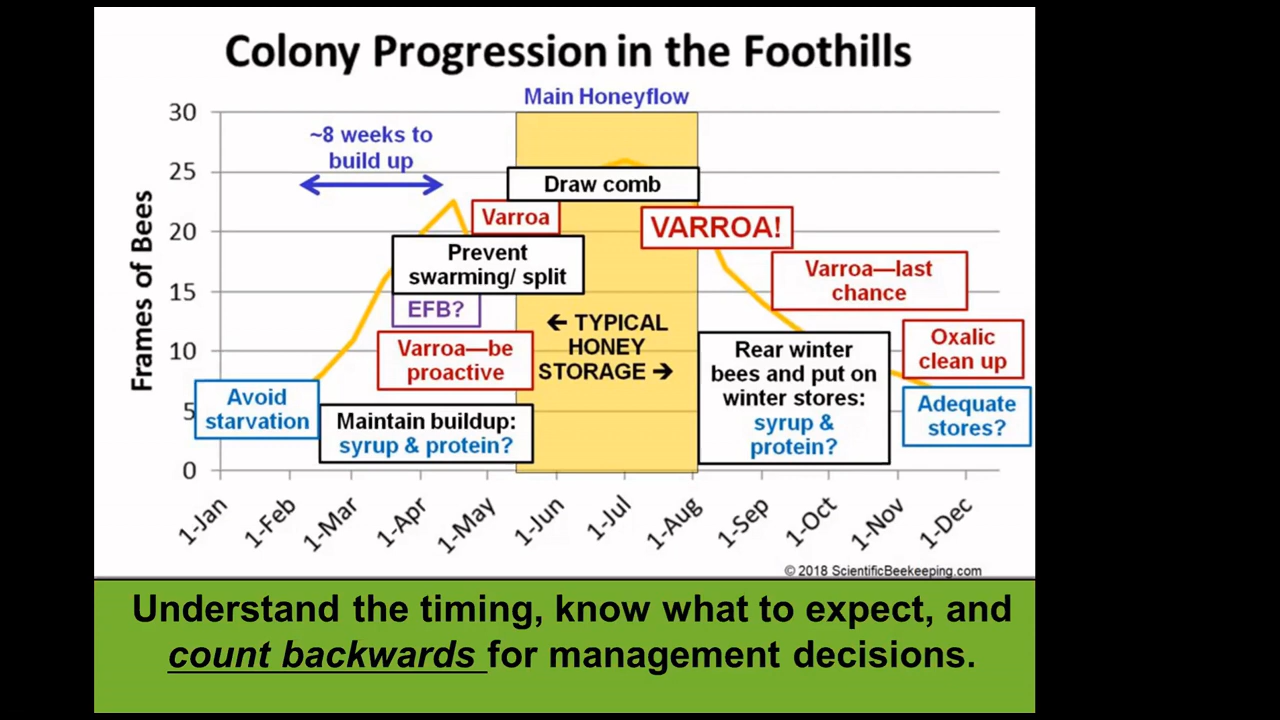 Colony Progression in the Foothills
Main Honeyflow
~8 weeks to
build up
Frames of Bees
30
25
20
15
10
5
0
Draw comb
Varroa
VARROA!
Prevent
swarming/ split
Varroa—last
chance
EFB?
← TYPICAL
HONEY
STORAGE →
Varroa—be
proactive
Rear winter
bees and put on
winter stores:
syrup &
protein?
Oxalic
clean up
Avoid
starvation
Maintain buildup:
syrup & protein?
Adequate
stores?
1-Jan
1-Feb
1-Mar
1-Apr
1-May
1-Jun
1-Jul
1-Aug
1-Sep
1-Oct
1-Nov
1-Dec
© 2018 ScientificBeekeeping.com
Understand the timing, know what to expect, and
count backwards for management decisions.